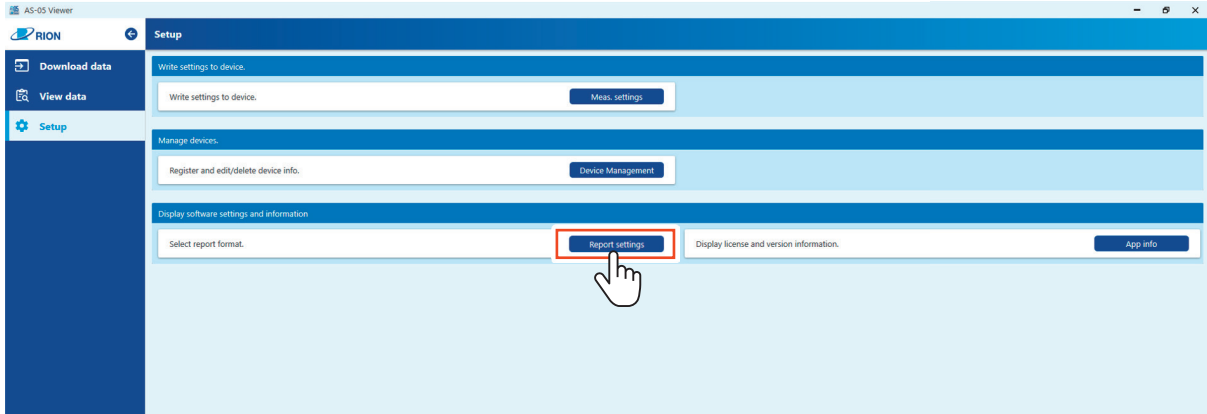 AS-05 Viewer
RION
Setup
Download data
View data
Setup
Write settings to device.
Write settings to device.
Meas. settings
Manage devices.
Register and edit/delete device info.
Device Management
Display software settings and information
Select report format.
Report settings
Display license and version information.
App info